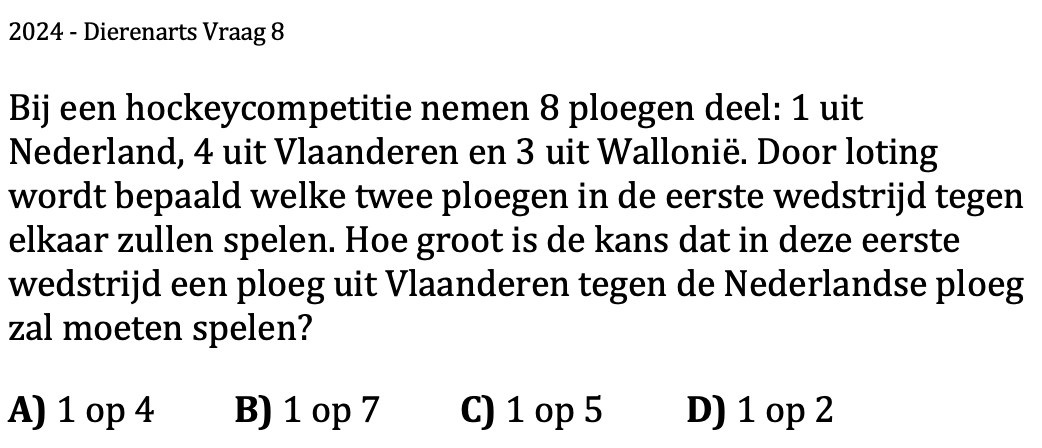 2024 - Dierenarts Vraag 8
Bij een hockeycompetitie nemen 8 ploegen deel: 1 uit
Nederland, 4 uit Vlaanderen en 3 uit Wallonië. Door loting
wordt bepaald welke twee ploegen in de eerste wedstrijd tegen
elkaar zullen spelen. Hoe groot is de kans dat in deze eerste
wedstrijd een ploeg uit Vlaanderen tegen de Nederlandse ploeg
zal moeten spelen?
A) 1 op 4 B) 1 op 7 C) 1 op 5 D) 1 op 2